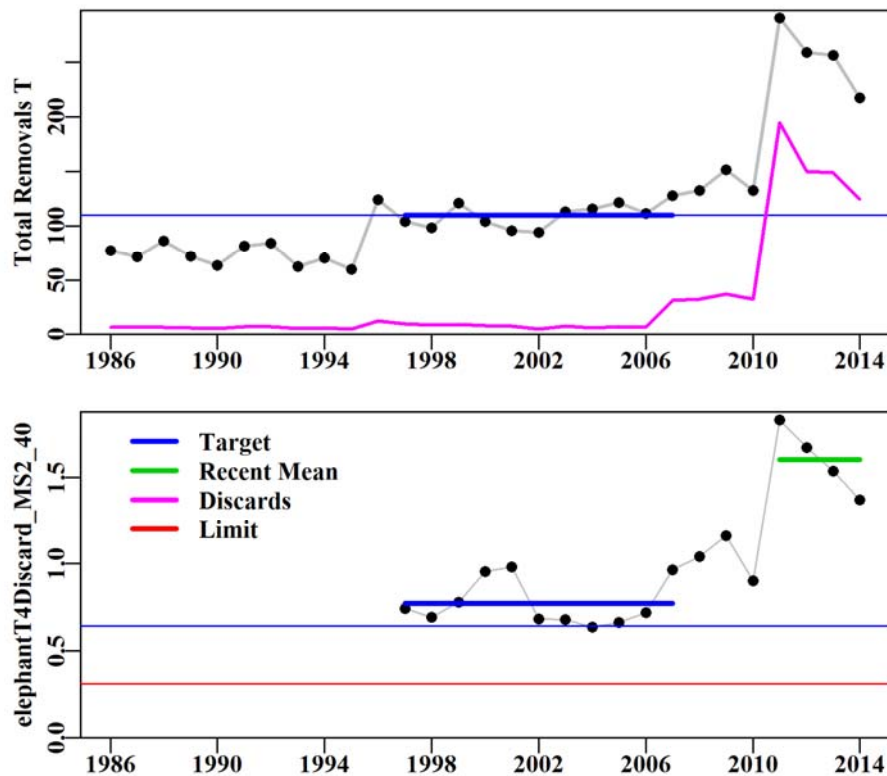 Total Removals T
0 50 100 200
1986 1990 1994 1998 2002 2006 2010 2014
elephantT4Discard_MS2_40
0.0 0.5 1.0 1.5
Target
Recent Mean
Discards
Limit
1986 1990 1994 1998 2002 2006 2010 2014